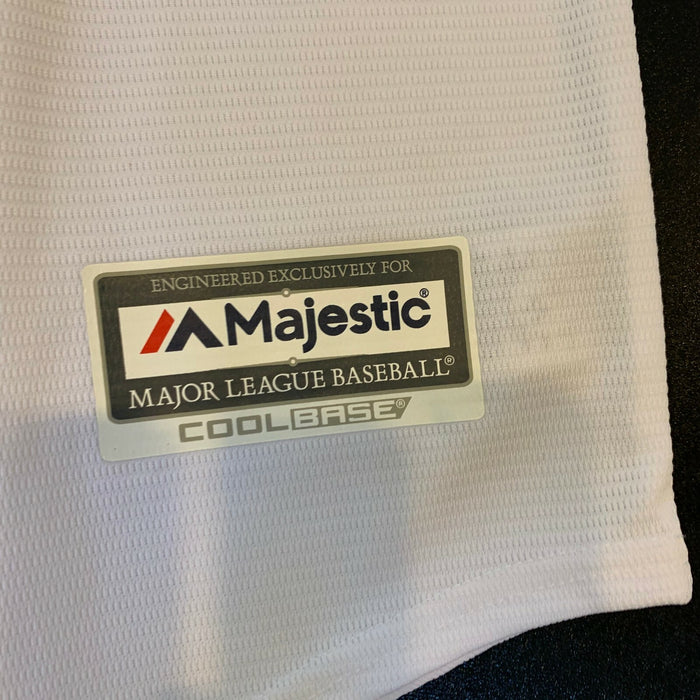 ENGINEERED EXCLUSIVELY FOR
Majestic®
MAJOR LEAGUE BASEBALL®
COOLBASE®